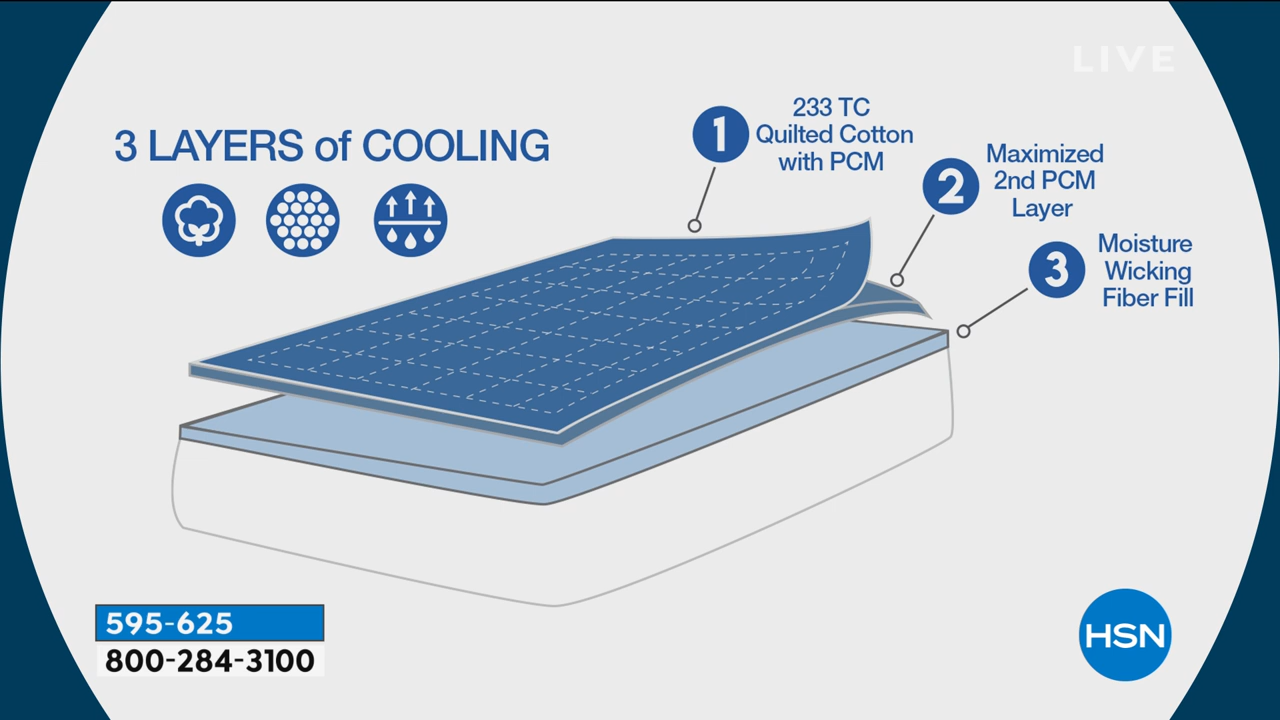 LIVE
3 LAYERS of COOLING
1
233 TC
Quilted Cotton
with PCM
2
Maximized
2nd PCM
Layer
3
Moisture
Wicking
Fiber Fill
595-625
800-284-3100
HSN